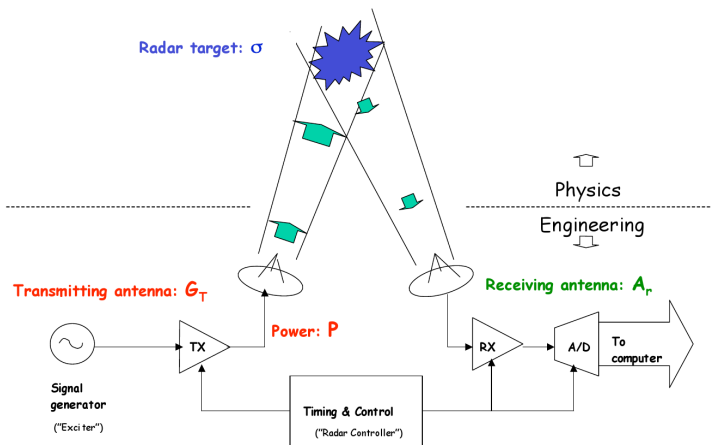 Radar target: σ
Physics
Engineering
Transmitting antenna: G_T
Receiving antenna: A_r
Power: P
TX
RX
A/D
To
computer
Signal
generator
("Exciter")
Timing & Control
("Radar Controller")